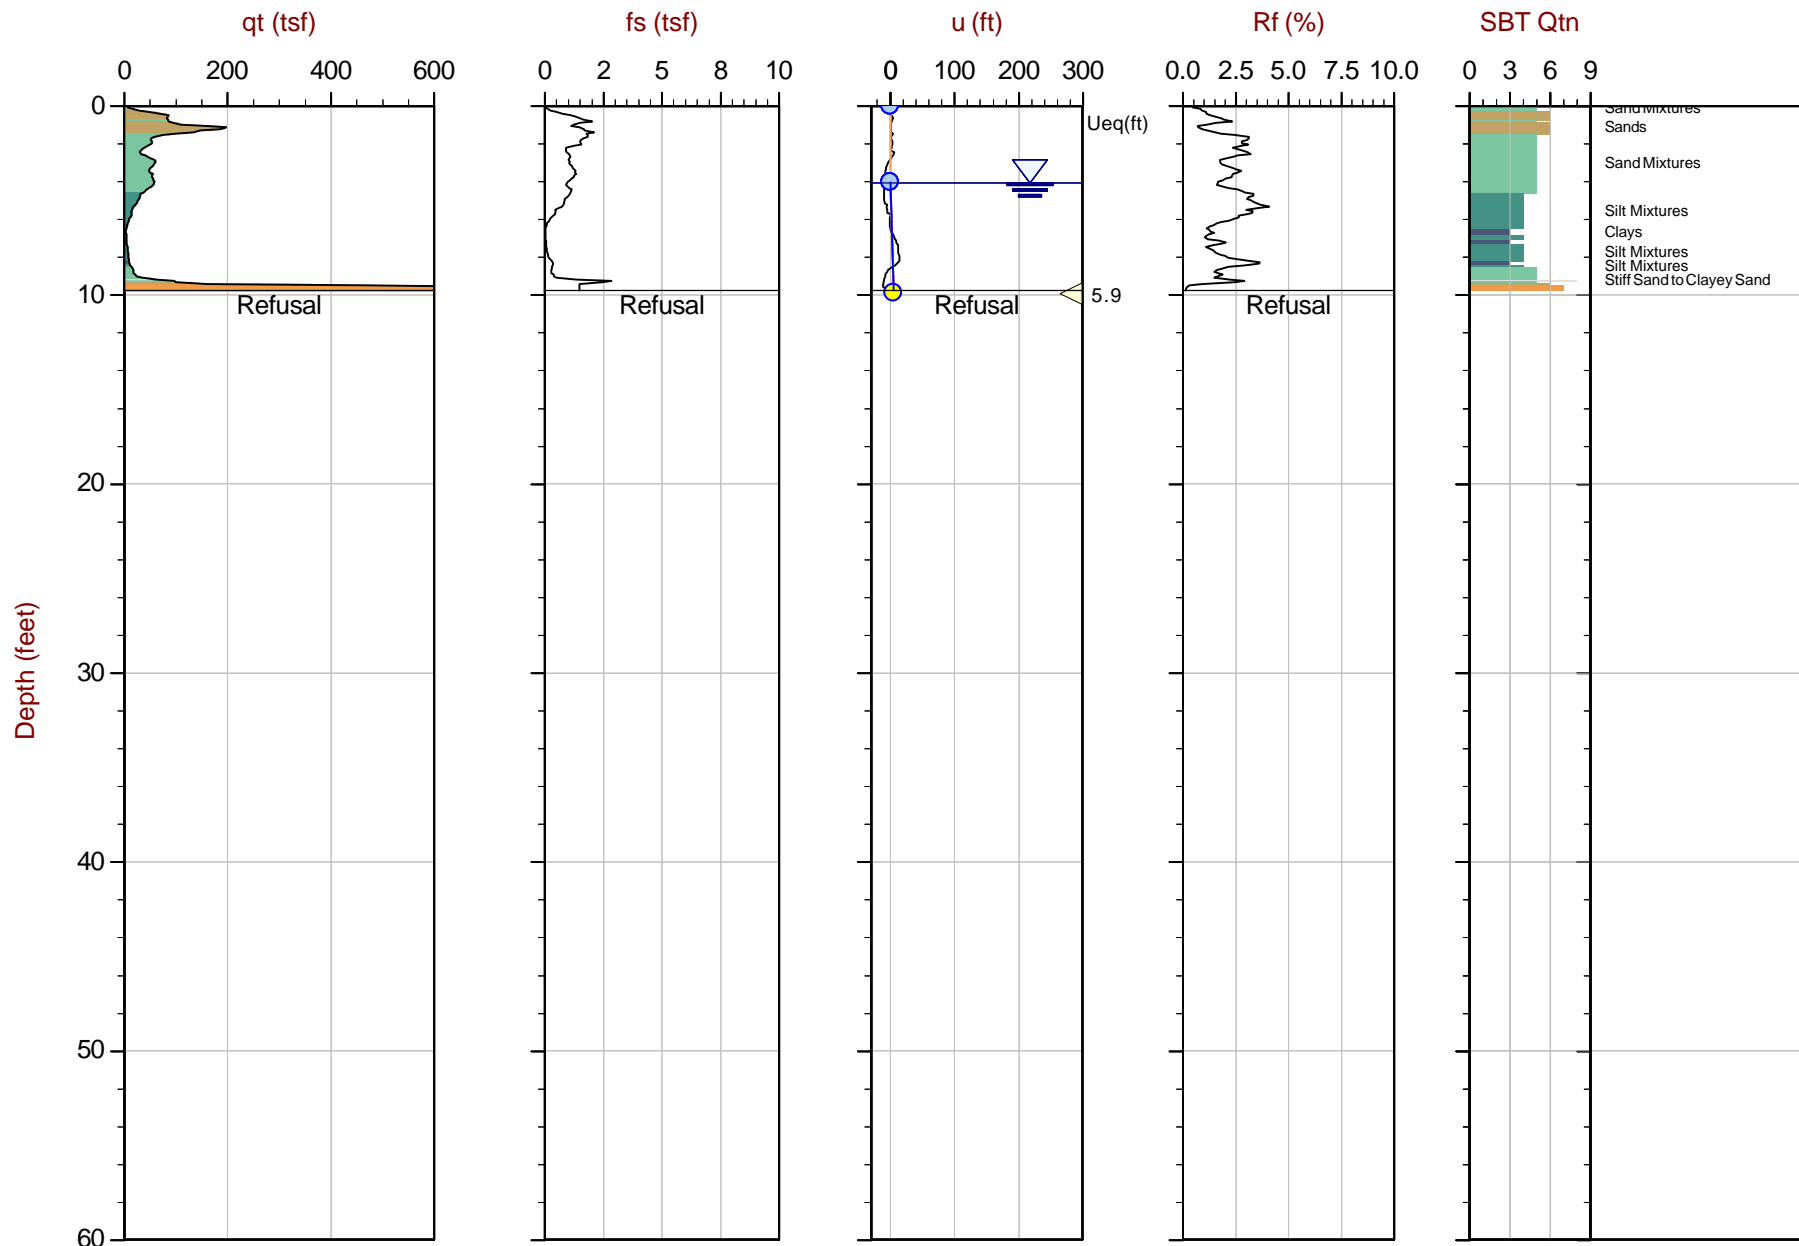 qt (tsf) fs (tsf) u (ft) Rf (%) SBT Qtn
0 200 400 600 0 2 5 8 10 0 100 200 300 0.0 2.5 5.0 7.5 10.0 0 3 6 9
0
Sand Mixtures
Ueq(ft)
Sands
Sand Mixtures
Silt Mixtures
Clays
Silt Mixtures
Silt Mixtures
Stiff Sand to Clayey Sand
10
5.9
Refusal Refusal Refusal Refusal
20
30
Depth (feet)
40
50
60